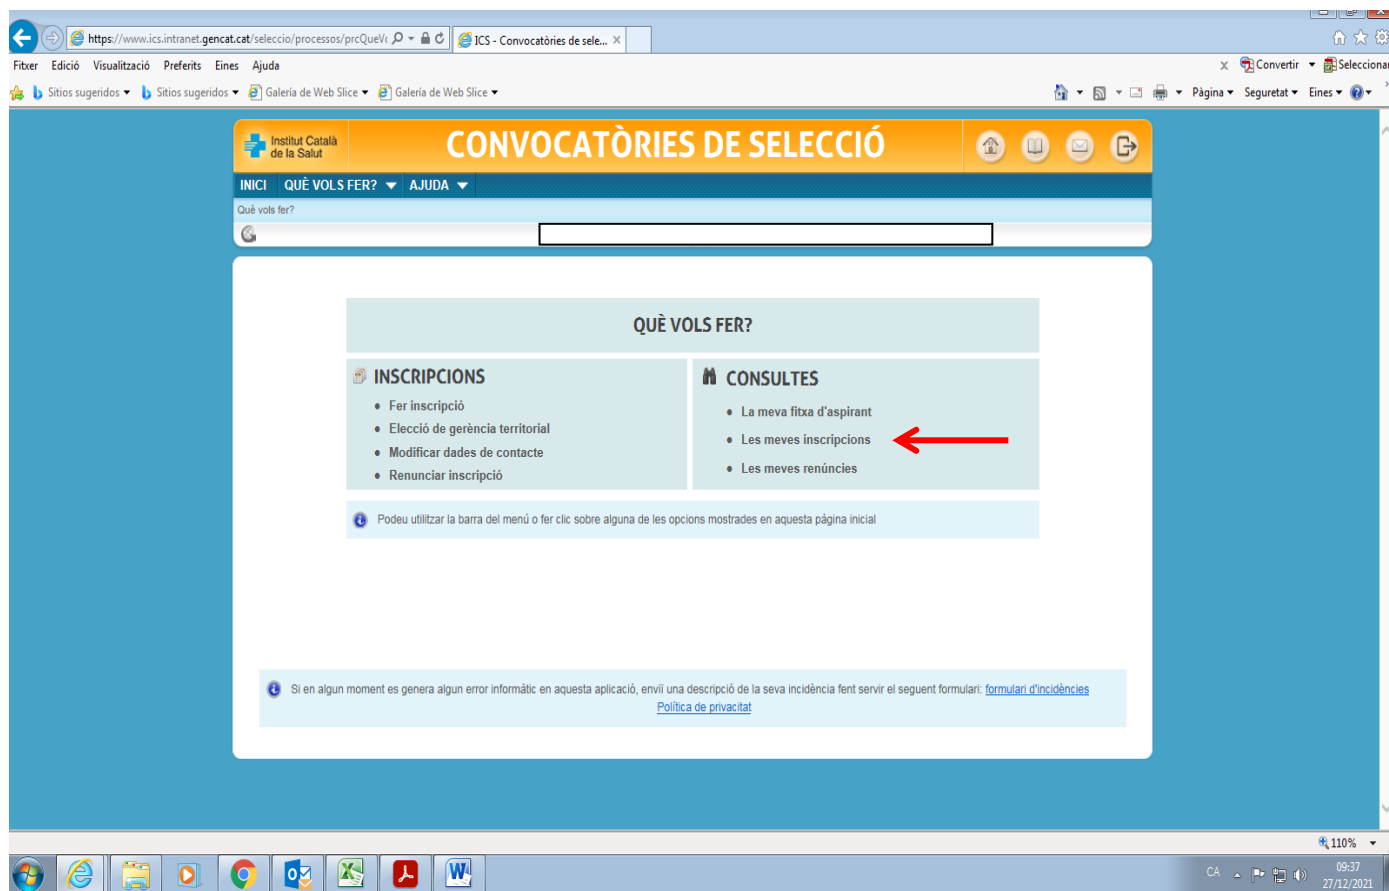 https://www.ics.intranet.gencat.cat/seleccio/processos/prcQueVo
ICS - Convocatòries de sele...
Fitxer Edició Visualització Preferits Eines Ajuda
x Convertir Seleccionar
Sitios sugeridos Sitios sugeridos Galería de Web Slice Galería de Web Slice
Pàgina Seguretat Eines
Institut Català
de la Salut
CONVOCATÒRIES DE SELECCIÓ
INICI QUÈ VOLS FER? AJUDA
Què vols fer?
QUÈ VOLS FER?
INSCRIPCIONS
• Fer inscripció
• Elecció de gerència territorial
• Modificar dades de contacte
• Renunciar inscripció
CONSULTES
• La meva fitxa d'aspirant
• Les meves inscripcions
• Les meves renúncies
Podeu utilitzar la barra del menú o fer clic sobre alguna de les opcions mostrades en aquesta pàgina inicial
Si en algun moment es genera algun error informàtic en aquesta aplicació, envïi una descripció de la seva incidència fent servir el seguent formulari: formulari d'incidències
Política de privacitat
110%
CA
09:37
27/12/2021